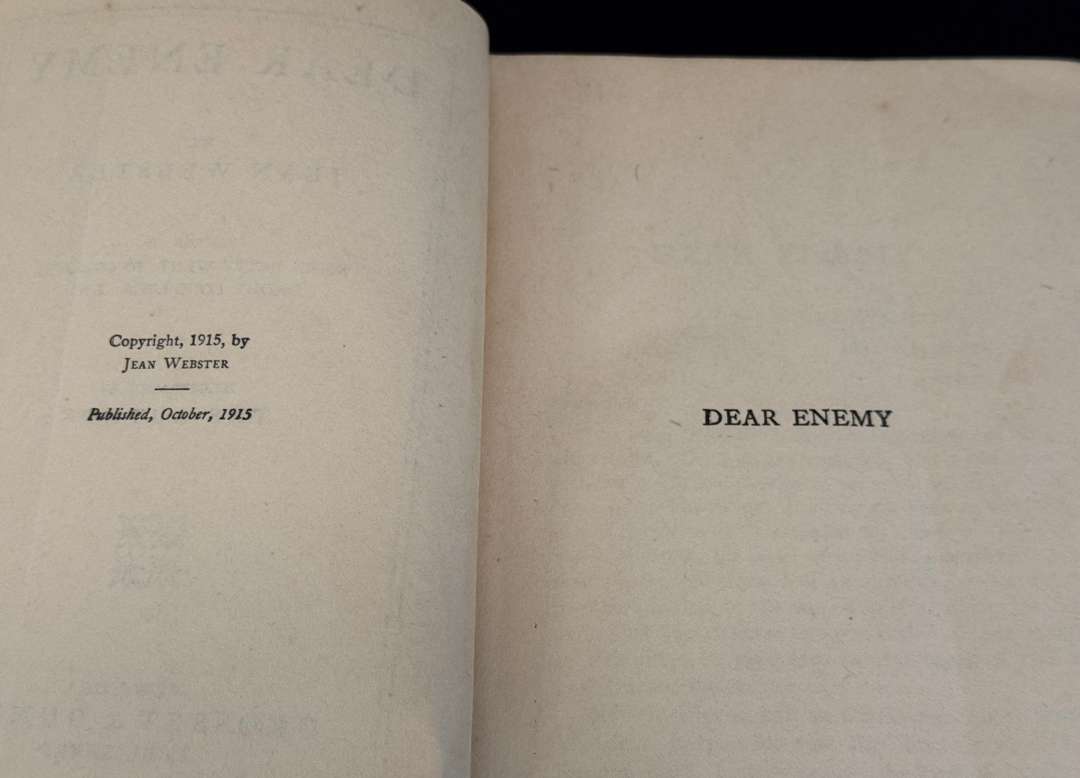 Copyright, 1915, by
JEAN WEBSTER
Published, October, 1915
DEAR ENEMY